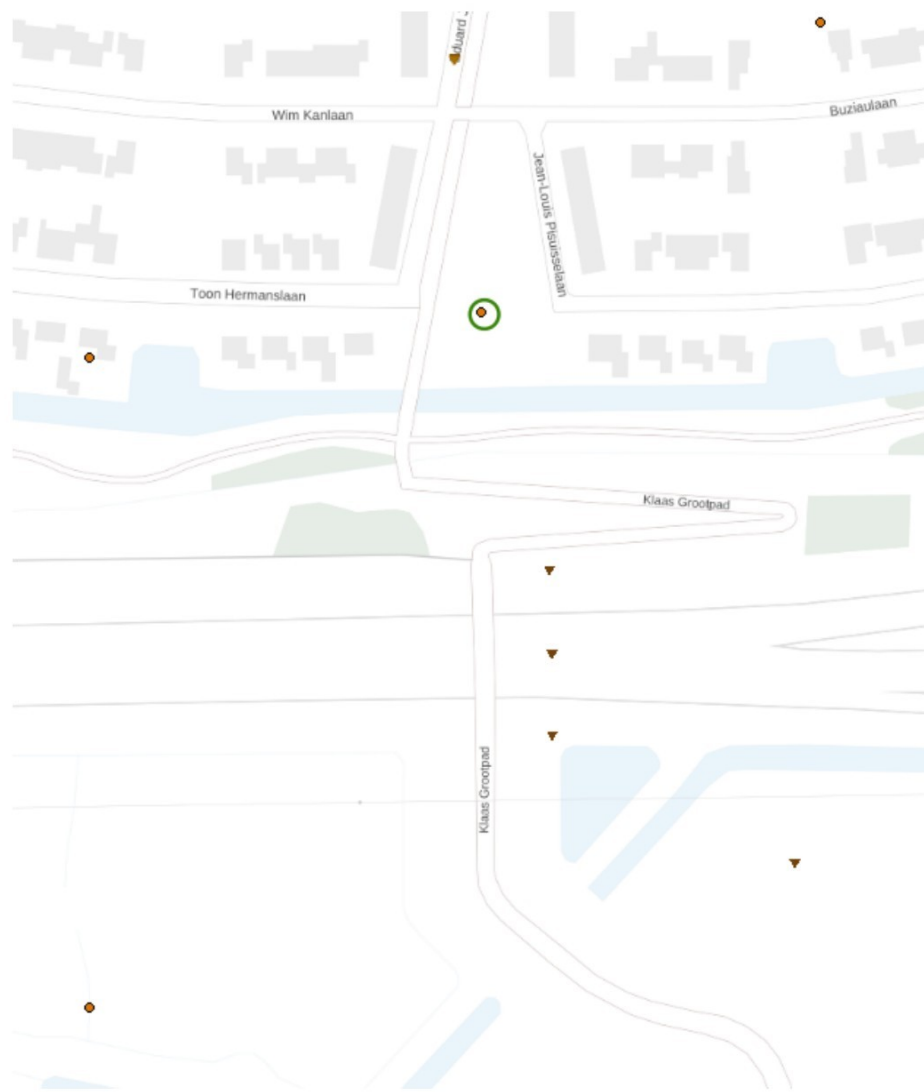 Wim Kanlaan
Buziaulaan
Jean-Louis Pisuisselaan
Toon Hermanslaan
Klaas Grootpad
Klaas Grootpad